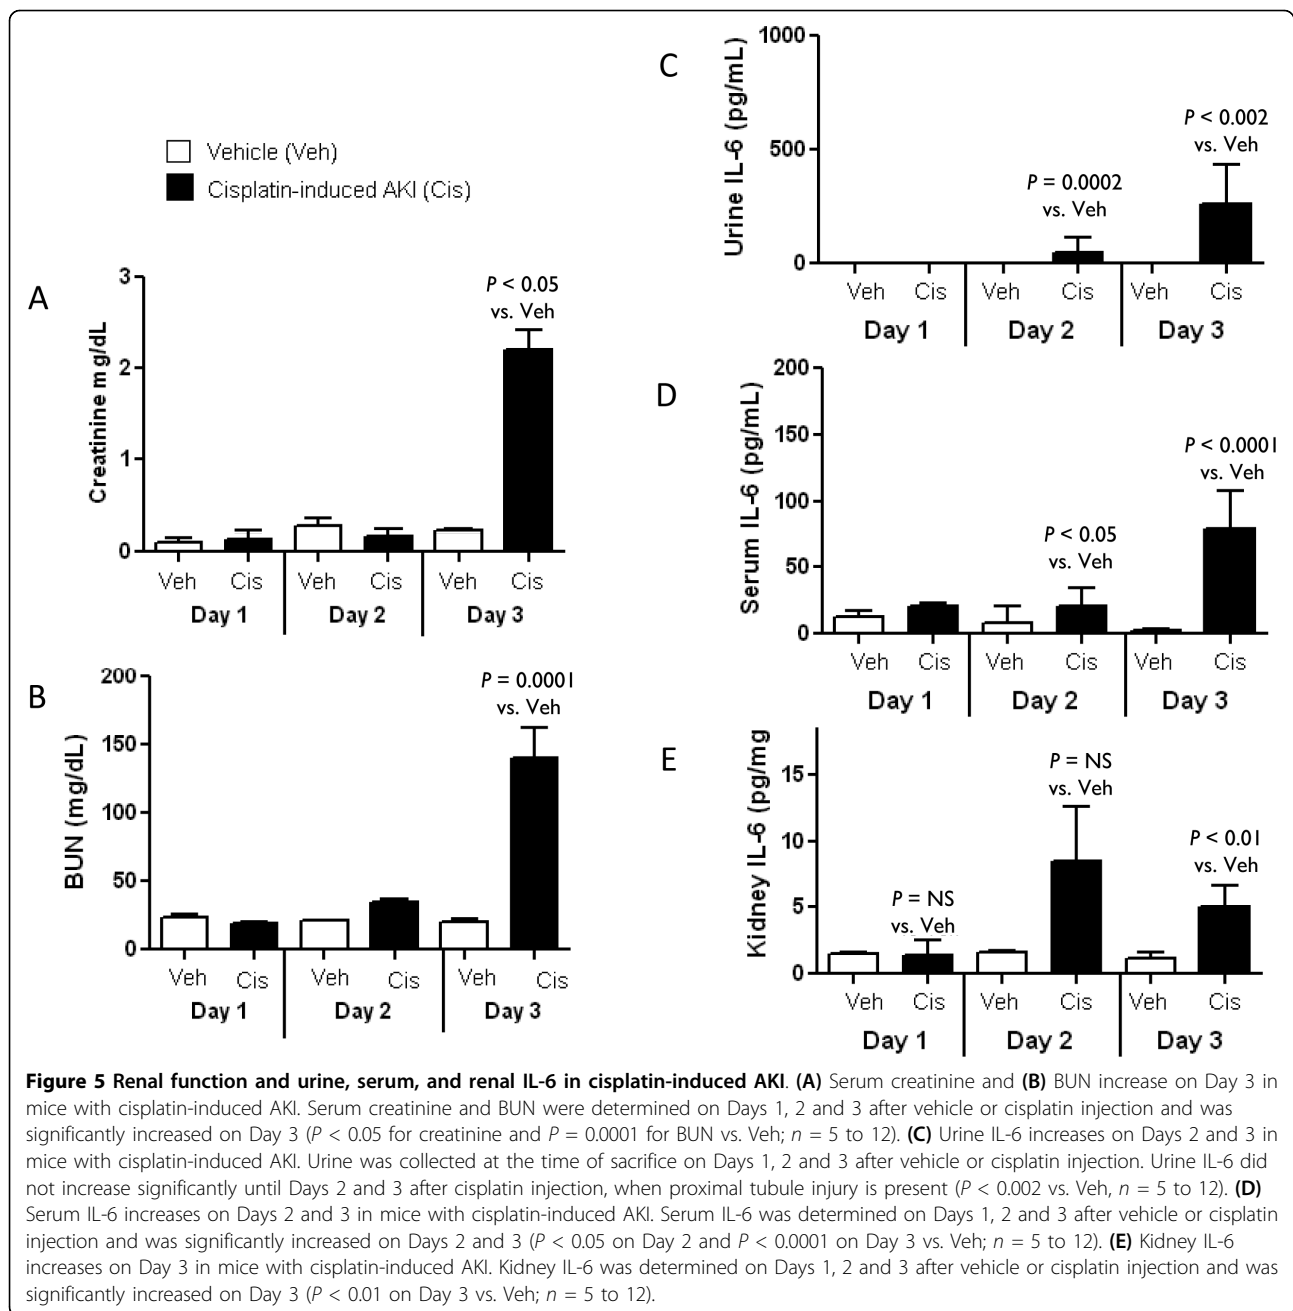 Vehicle (Veh)
Cisplatin-induced AKI (Cis)
A
Creatinine mg/dL
3
2
1
0
P < 0.05
vs. Veh
Veh Cis Veh Cis Veh Cis
Day 1 Day 2 Day 3
B
BUN (mg/dL)
200
150
100
50
0
P = 0.0001
vs. Veh
Veh Cis Veh Cis Veh Cis
Day 1 Day 2 Day 3
C
Urine IL-6 (pg/mL)
1000
500
0
P = 0.0002
vs. Veh
P < 0.002
vs. Veh
Veh Cis Veh Cis Veh Cis
Day 1 Day 2 Day 3
D
Serum IL-6 (pg/mL)
200
150
100
50
0
P < 0.05
vs. Veh
P < 0.0001
vs. Veh
Veh Cis Veh Cis Veh Cis
Day 1 Day 2 Day 3
E
Kidney IL-6 (pg/mg
15
10
5
0
P = NS
vs. Veh
P = NS
vs. Veh
P < 0.01
vs. Veh
Veh Cis Veh Cis Veh Cis
Day 1 Day 2 Day 3
Figure 5 Renal function and urine, serum, and renal IL-6 in cisplatin-induced AKI. (A) Serum creatinine and (B) BUN increase on Day 3 in
mice with cisplatin-induced AKI. Serum creatinine and BUN were determined on Days 1, 2 and 3 after vehicle or cisplatin injection and was
significantly increased on Day 3 (P < 0.05 for creatinine and P = 0.0001 for BUN vs. Veh; n = 5 to 12). (C) Urine IL-6 increases on Days 2 and 3 in
mice with cisplatin-induced AKI. Urine was collected at the time of sacrifice on Days 1, 2 and 3 after vehicle or cisplatin injection. Urine IL-6 did
not increase significantly until Days 2 and 3 after cisplatin injection, when proximal tubule injury is present (P < 0.002 vs. Veh, n = 5 to 12). (D)
Serum IL-6 increases on Days 2 and 3 in mice with cisplatin-induced AKI. Serum IL-6 was determined on Days 1, 2 and 3 after vehicle or cisplatin
injection and was significantly increased on Days 2 and 3 (P < 0.05 on Day 2 and P < 0.0001 on Day 3 vs. Veh; n = 5 to 12). (E) Kidney IL-6
increases on Day 3 in mice with cisplatin-induced AKI. Kidney IL-6 was determined on Days 1, 2 and 3 after vehicle or cisplatin injection and was
significantly increased on Day 3 (P < 0.01 on Day 3 vs. Veh; n = 5 to 12).